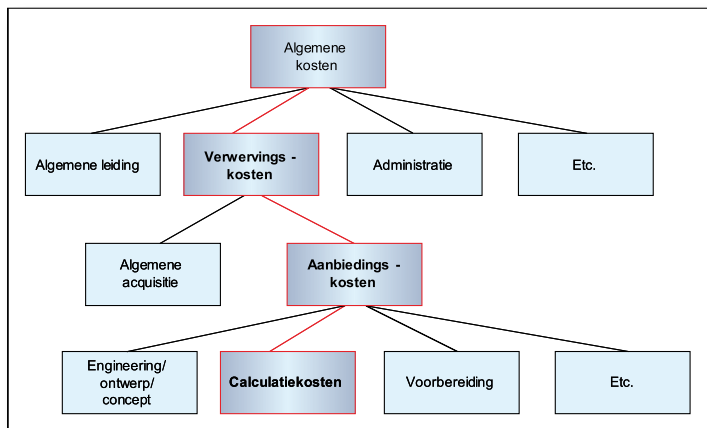 Algemene
kosten
Algemene leiding
Verwervings -
kosten
Administratie
Etc.
Algemene
acquisitie
Aanbiedings -
kosten
Engineering/
ontwerp/
concept
Calculatiekosten
Voorbereiding
Etc.